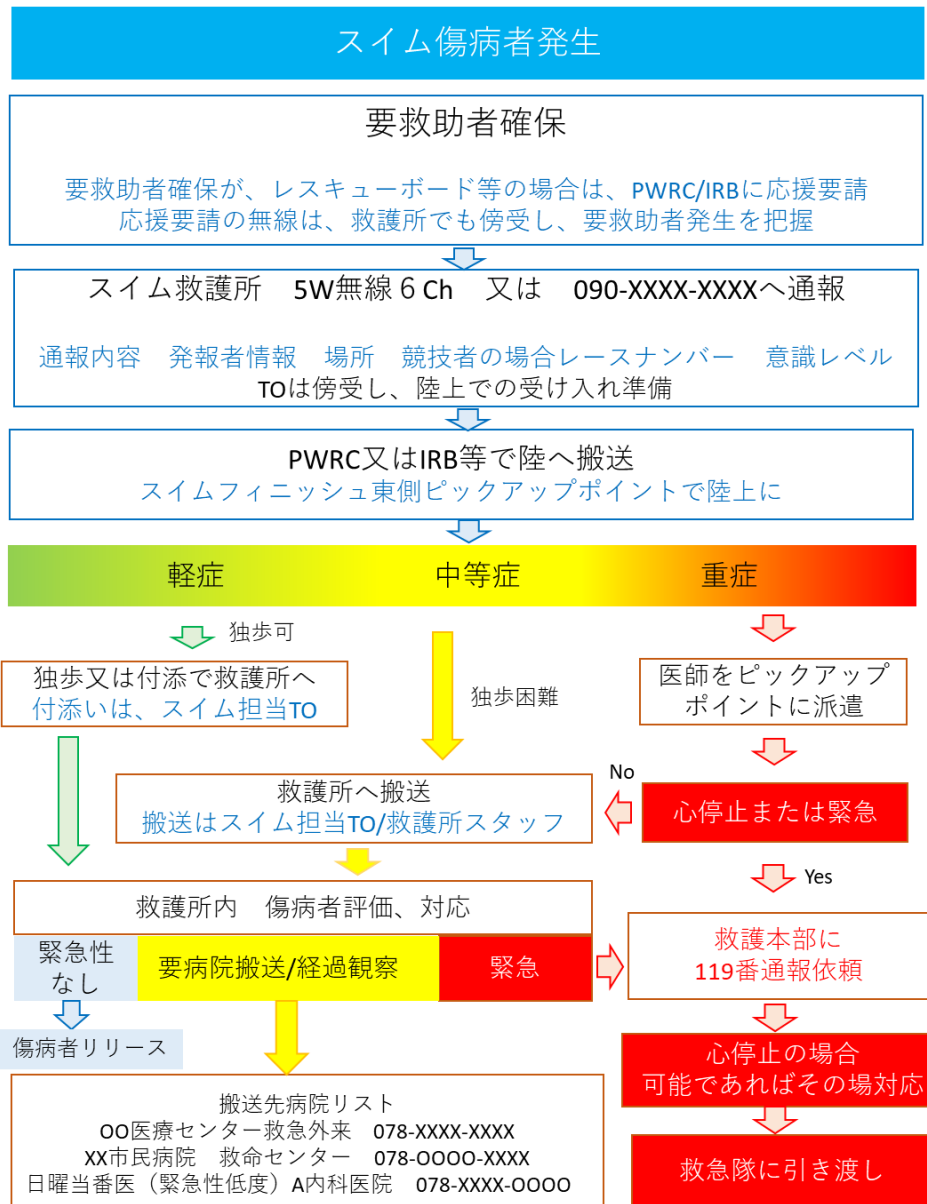 スイム傷病者発生
要救助者確保
要救助者確保が、レスキューボード等の場合は、PWRC/IRBに応援要請
応援要請の無線は、救護所でも傍受し、要救助者発生を把握
スイム救護所　5W無線６Ch　又は　090-XXXX-XXXXへ通報
通報内容　発報者情報　場所　競技者の場合レースナンバー　意識レベル
TOは傍受し、陸上での受け入れ準備
PWRC又はIRB等で陸へ搬送
スイムフィニッシュ東側ピックアップポイントで陸上に
軽症　中等症　重症
独歩可
独歩又は付添で救護所へ
付添いは、スイム担当TO
独歩困難
医師をピックアップ
ポイントに派遣
No
救護所へ搬送
搬送はスイム担当TO/救護所スタッフ
心停止または緊急
Yes
救護所内　傷病者評価、対応
緊急性
なし
要病院搬送/経過観察
緊急
救護本部に
119番通報依頼
傷病者リリース
心停止の場合
可能であればその場対応
搬送先病院リスト
OO医療センター救急外来　078-XXXX-XXXX
XX市民病院　救命センター　078-OOOO-XXXX
日曜当番医（緊急性低度）A内科医院　078-XXXX-OOOO
救急隊に引き渡し